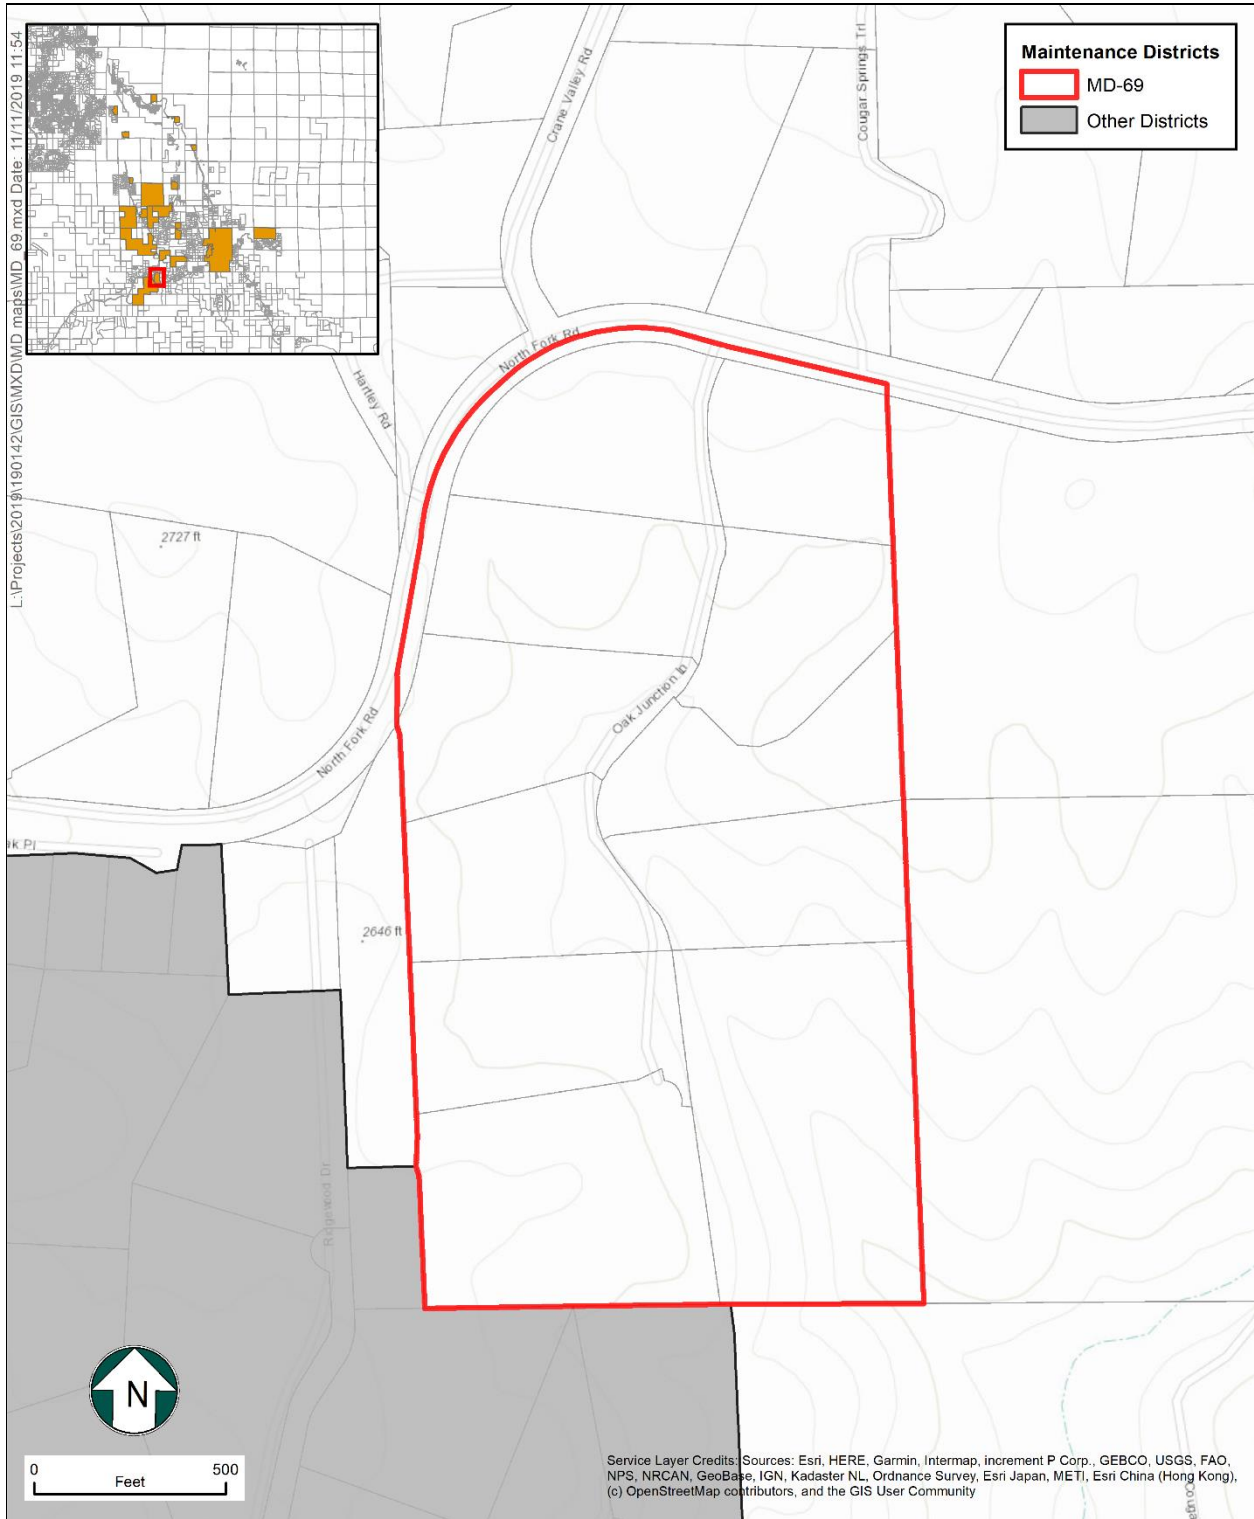 L:\Projects\2019\190142\GIS\MXD\MD maps\MD_69.mxd Date: 11/11/2019 11:54
Maintenance Districts
MD-69
Other Districts
Crane Valley Rd
Cougar Springs Trl
North Fork Rd
Hartley Rd
2727 ft
Oak Junction ln
North Fork Rd
rk Pl
2646 ft
Ridgewood Dr
N
0 500
Feet
Service Layer Credits: Sources: Esri, HERE, Garmin, Intermap, increment P Corp., GEBCO, USGS, FAO,
NPS, NRCAN, GeoBase, IGN, Kadaster NL, Ordnance Survey, Esri Japan, METI, Esri China (Hong Kong),
(c) OpenStreetMap contributors, and the GIS User Community
Couga